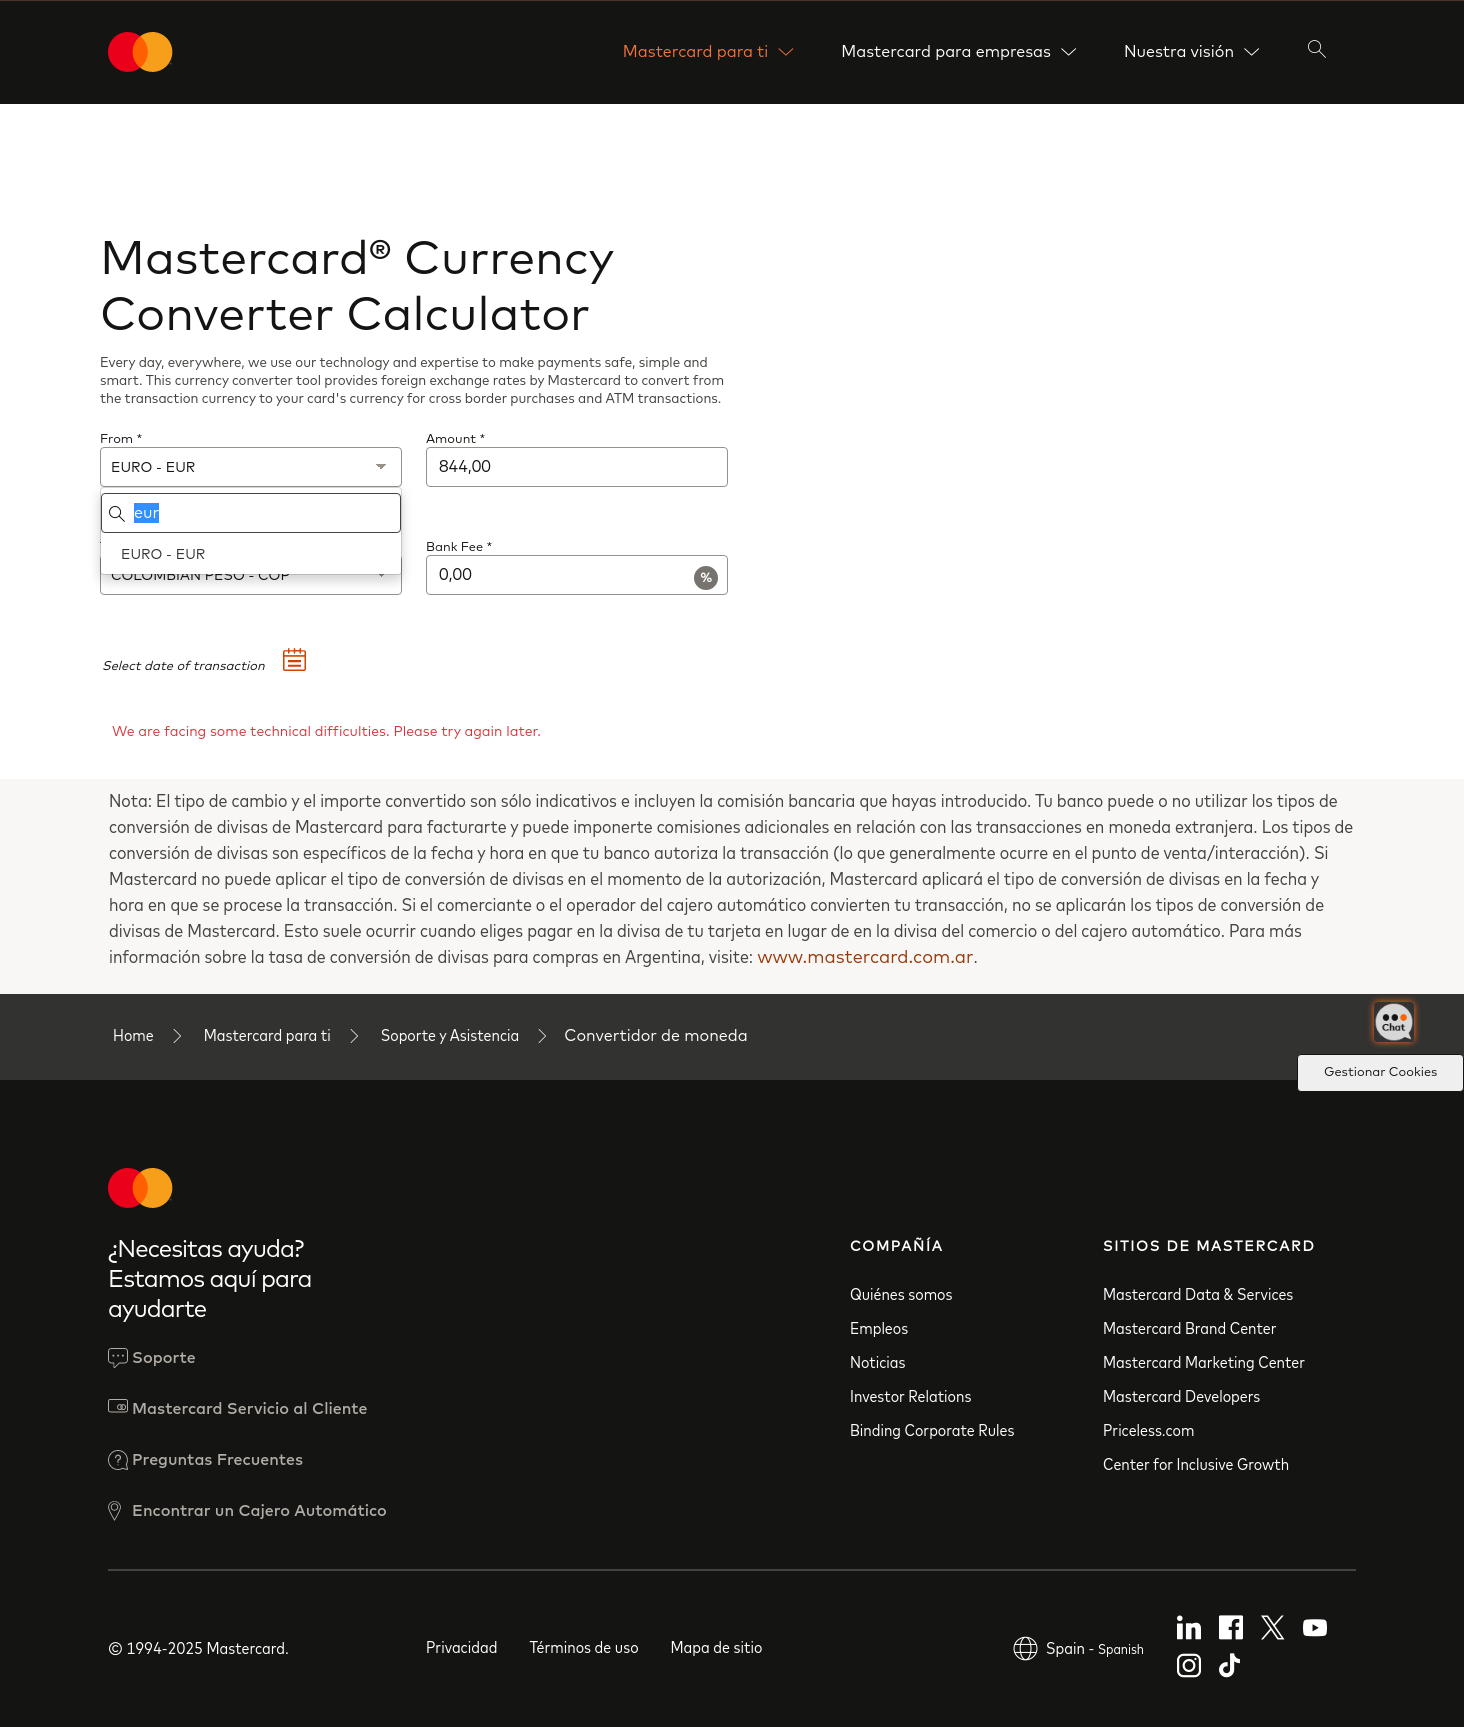 Mastercard para ti
Mastercard para empresas
Nuestra visión
Mastercard® Currency
Converter Calculator
Every day, everywhere, we use our technology and expertise to make payments safe, simple and
smart. This currency converter tool provides foreign exchange rates by Mastercard to convert from
the transaction currency to your card's currency for cross border purchases and ATM transactions.
From *
Amount *
EURO - EUR
844,00
eur
EURO - EUR
Bank Fee *
COLOMBIAN PESO - COP
0,00
%
Select date of transaction
We are facing some technical difficulties. Please try again later.
Nota: El tipo de cambio y el importe convertido son sólo indicativos e incluyen la comisión bancaria que hayas introducido. Tu banco puede o no utilizar los tipos de
conversión de divisas de Mastercard para facturarte y puede imponerte comisiones adicionales en relación con las transacciones en moneda extranjera. Los tipos de
conversión de divisas son específicos de la fecha y hora en que tu banco autoriza la transacción (lo que generalmente ocurre en el punto de venta/interacción). Si
Mastercard no puede aplicar el tipo de conversión de divisas en el momento de la autorización, Mastercard aplicará el tipo de conversión de divisas en la fecha y
hora en que se procese la transacción. Si el comerciante o el operador del cajero automático convierten tu transacción, no se aplicarán los tipos de conversión de
divisas de Mastercard. Esto suele ocurrir cuando eliges pagar en la divisa de tu tarjeta en lugar de en la divisa del comercio o del cajero automático. Para más
información sobre la tasa de conversión de divisas para compras en Argentina, visite: www.mastercard.com.ar.
Home
Mastercard para ti
Soporte y Asistencia
Convertidor de moneda
Chat
Gestionar Cookies
¿Necesitas ayuda?
Estamos aquí para
ayudarte
Soporte
Mastercard Servicio al Cliente
Preguntas Frecuentes
Encontrar un Cajero Automático
COMPAÑÍA
Quiénes somos
Empleos
Noticias
Investor Relations
Binding Corporate Rules
SITIOS DE MASTERCARD
Mastercard Data & Services
Mastercard Brand Center
Mastercard Marketing Center
Mastercard Developers
Priceless.com
Center for Inclusive Growth
© 1994-2025 Mastercard.
Privacidad
Términos de uso
Mapa de sitio
Spain - Spanish